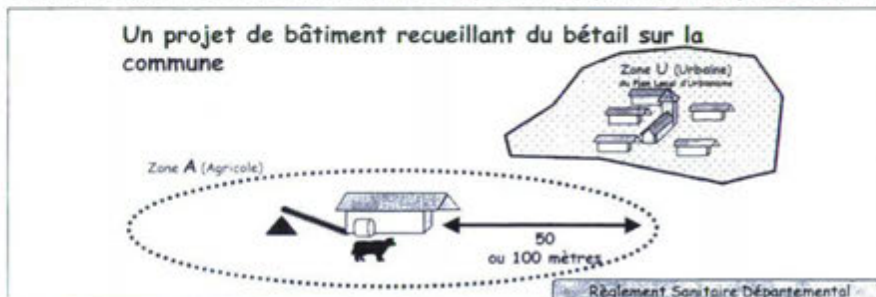 Un projet de bâtiment recueillant du bétail sur la
commune
Zone U (Urbaine)
du Plan Local d'Urbanisme
Zone A (Agricole)
50
ou 100 mètres
Règlement Sanitaire Départemental